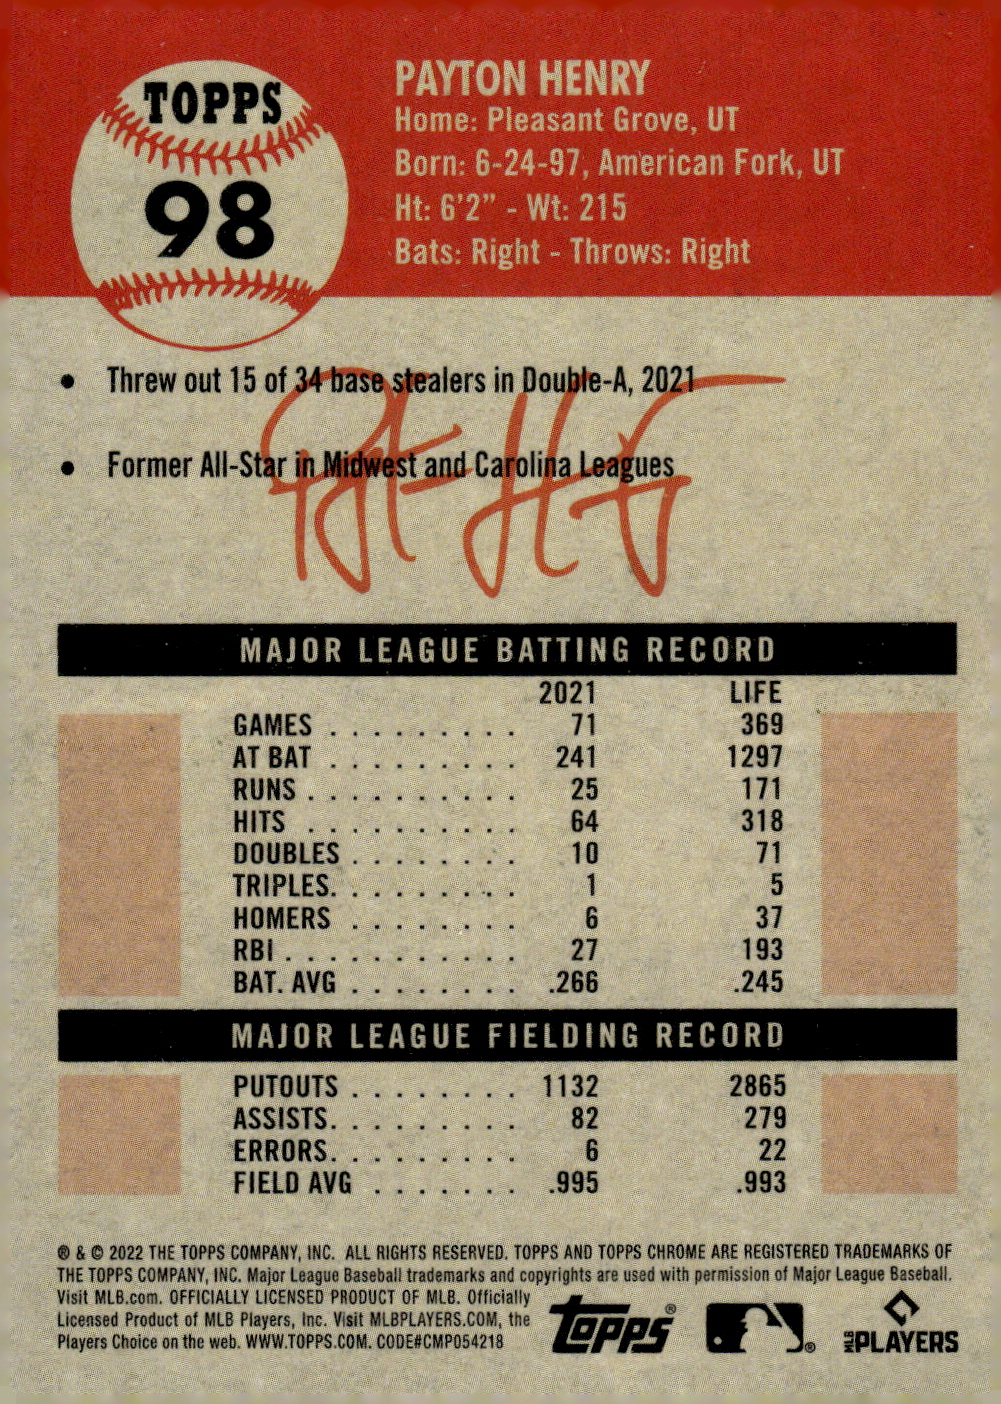 TOPPS
98
PAYTON HENRY
Home: Pleasant Grove, UT
Born: 6-24-97, American Fork, UT
Ht: 6'2" - Wt: 215
Bats: Right - Throws: Right
• Threw out 15 of 34 base stealers in Double-A, 2021
• Former All-Star in Midwest and Carolina Leagues
MAJOR LEAGUE BATTING RECORD
2021 LIFE
GAMES . . . . . . . . . 71 369
AT BAT . . . . . . . . . 241 1297
RUNS . . . . . . . . . . 25 171
HITS . . . . . . . . . . 64 318
DOUBLES . . . . . . . . 10 71
TRIPLES. . . . . . . . . 1 5
HOMERS . . . . . . . . 6 37
RBI . . . . . . . . . . . 27 193
BAT. AVG . . . . . . . . .266 .245
MAJOR LEAGUE FIELDING RECORD
PUTOUTS . . . . . . . . 1132 2865
ASSISTS. . . . . . . . . 82 279
ERRORS. . . . . . . . . 6 22
FIELD AVG . . . . . . . .995 .993
® & © 2022 THE TOPPS COMPANY, INC. ALL RIGHTS RESERVED. TOPPS AND TOPPS CHROME ARE REGISTERED TRADEMARKS OF
THE TOPPS COMPANY, INC. Major League Baseball trademarks and copyrights are used with permission of Major League Baseball.
Visit MLB.com. OFFICIALLY LICENSED PRODUCT OF MLB. Officially
Licensed Product of MLB Players, Inc. Visit MLBPLAYERS.COM, the
Players Choice on the web. WWW.TOPPS.COM. CODE#CMP054218
Topps ® ® MLB PLAYERS